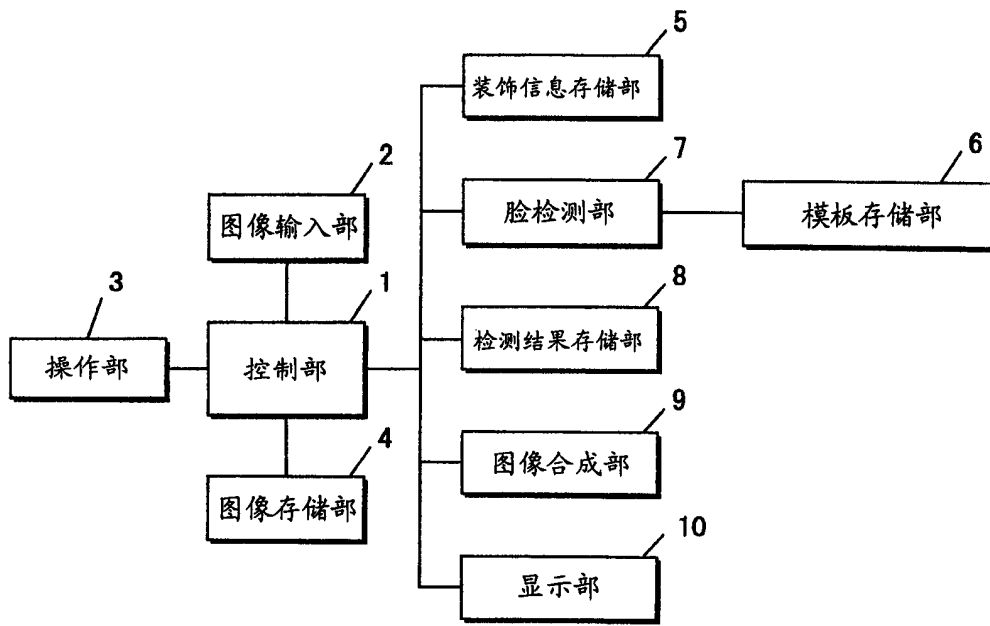 5
装饰信息存储部
2
图像输入部
7
脸检测部
6
模板存储部
3
操作部
1
控制部
8
检测结果存储部
4
图像存储部
9
图像合成部
10
显示部